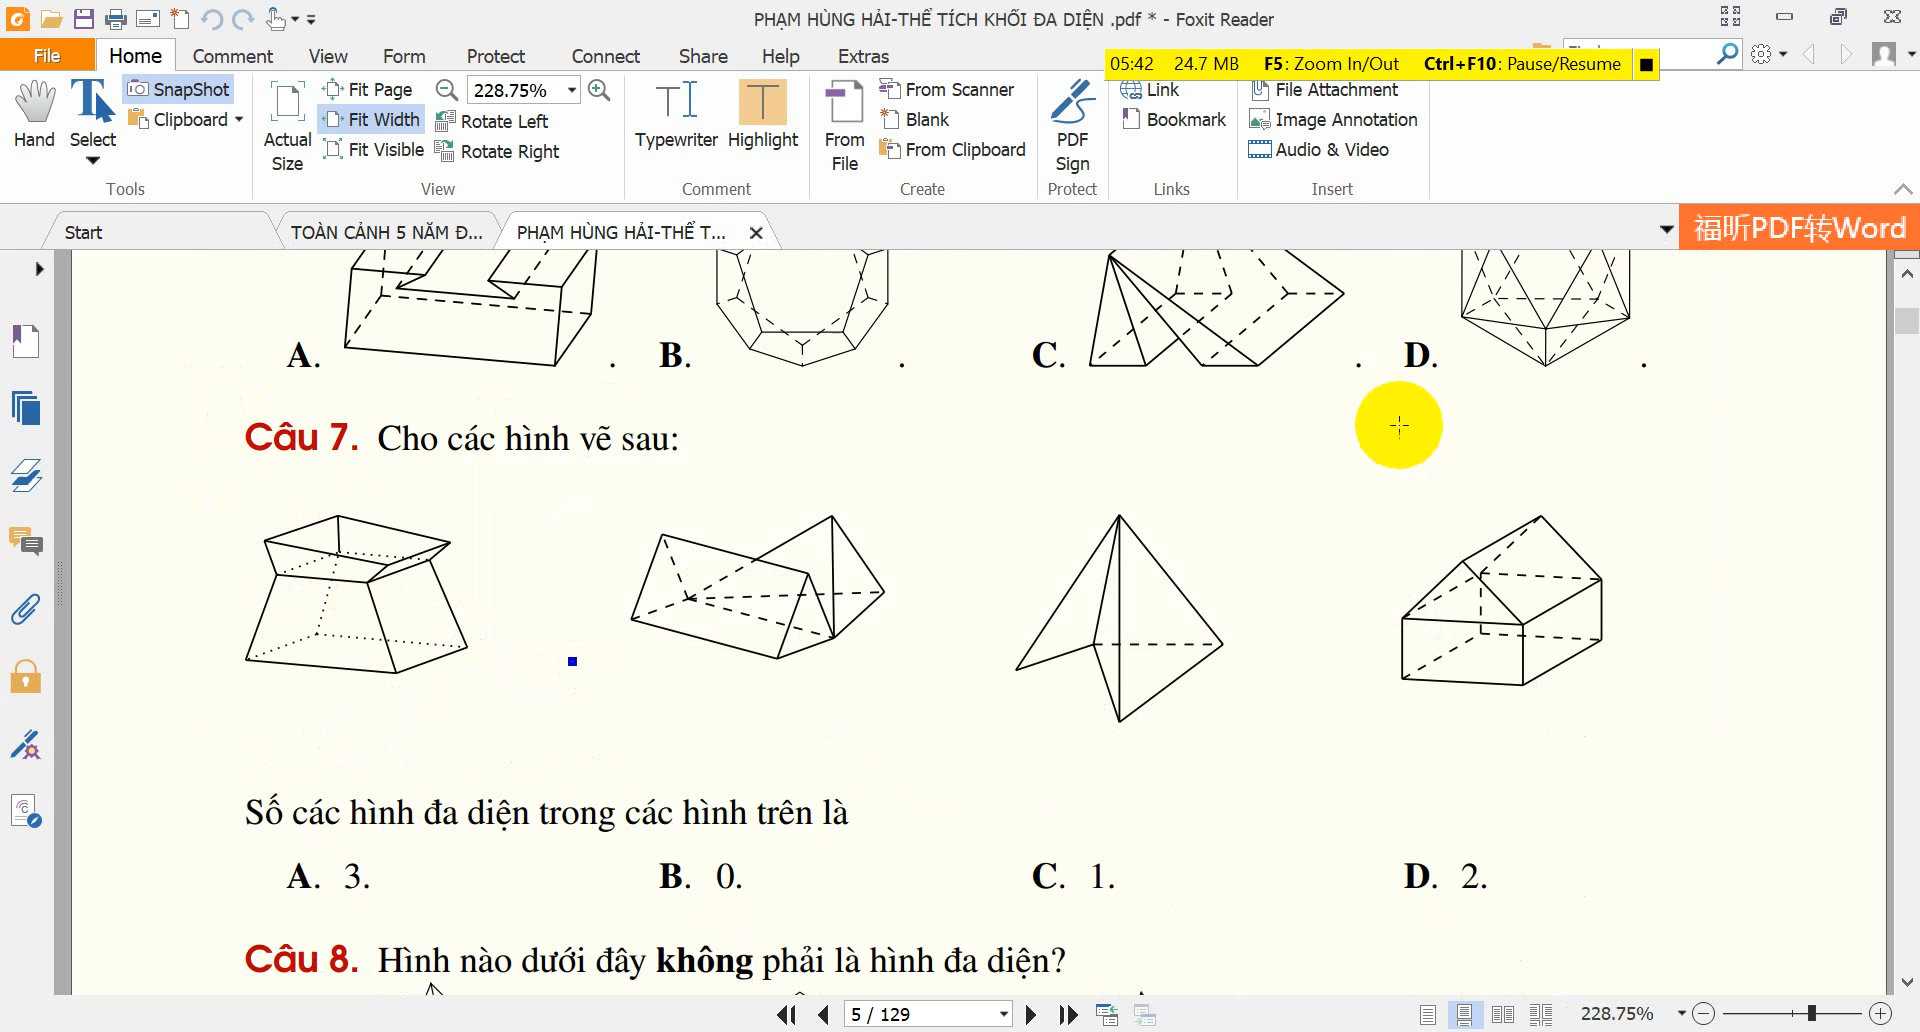 PHẠM HÙNG HẢI-THỂ TÍCH KHỐI ĐA DIỆN .pdf * - Foxit Reader
File Home Comment View Form Protect Connect Share Help Extras
05:42 24.7 MB F5: Zoom In/Out Ctrl+F10: Pause/Resume
Hand
Select
SnapShot
Clipboard
Tools
Actual Size
Fit Page
Fit Width
Fit Visible
228.75%
Rotate Left
Rotate Right
View
Typewriter
Highlight
Comment
From File
From Scanner
Blank
From Clipboard
Create
PDF Sign
Protect
Link
Bookmark
Links
File Attachment
Image Annotation
Audio & Video
Insert
Start
TOÀN CẢNH 5 NĂM Đ...
PHẠM HÙNG HẢI-THỂ T...
福昕PDF转Word
A. . B. . C. . D. .
Câu 7. Cho các hình vẽ sau:
Số các hình đa diện trong các hình trên là
A. 3. B. 0. C. 1. D. 2.
Câu 8. Hình nào dưới đây không phải là hình đa diện?
5 / 129
228.75%